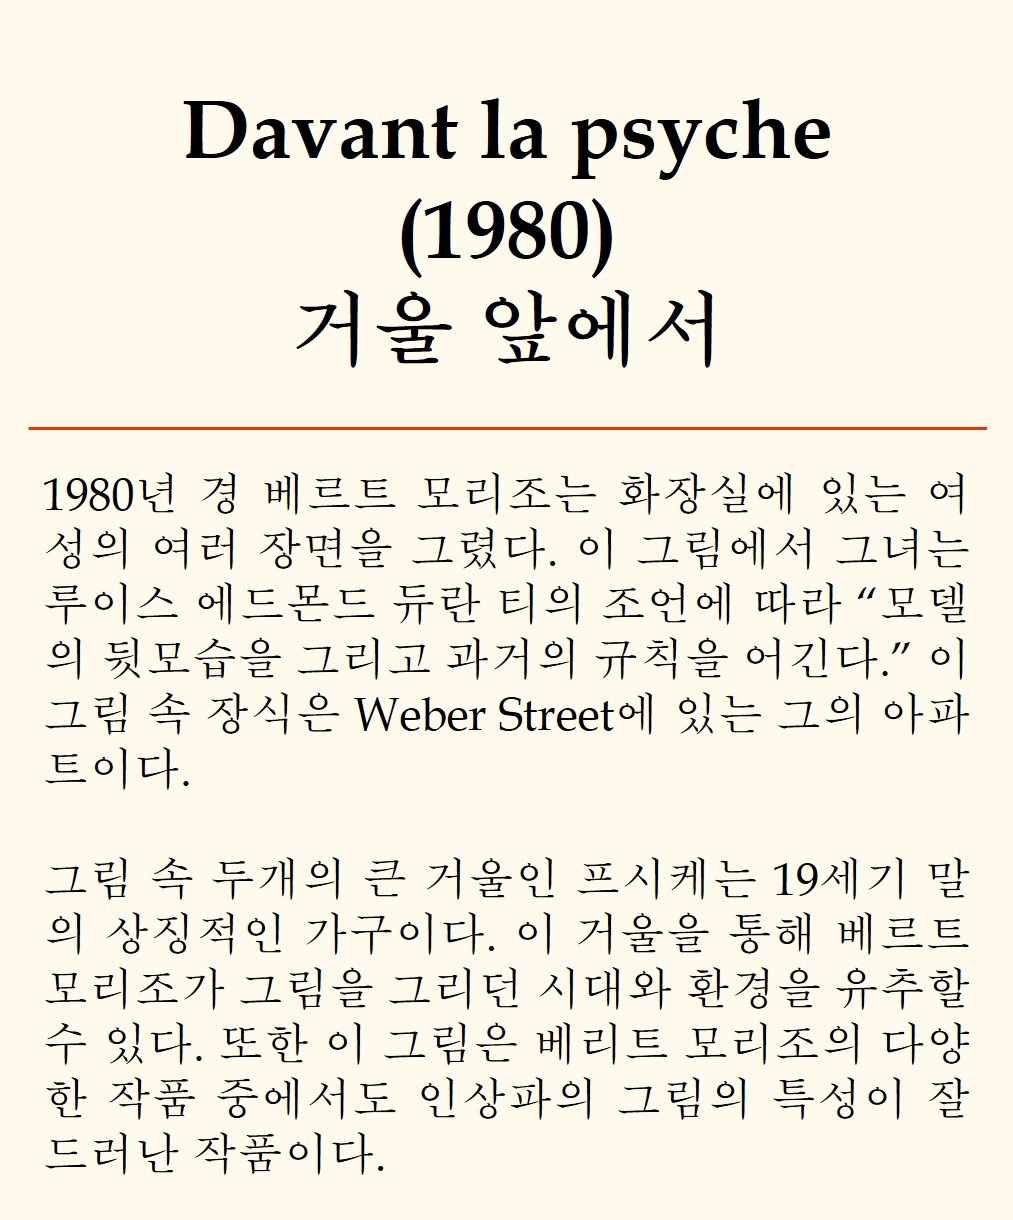 Davant la psyche
(1980)
거울 앞에서
1980년 경 베르트 모리조는 화장실에 있는 여
성의 여러 장면을 그렸다. 이 그림에서 그녀는
루이스 에드몬드 듀란 티의 조언에 따라 “모델
의 뒷모습을 그리고 과거의 규칙을 어긴다.” 이
그림 속 장식은 Weber Street에 있는 그의 아파
트이다.
그림 속 두개의 큰 거울인 프시케는 19세기 말
의 상징적인 가구이다. 이 거울을 통해 베르트
모리조가 그림을 그리던 시대와 환경을 유추할
수 있다. 또한 이 그림은 베리트 모리조의 다양
한 작품 중에서도 인상파의 그림의 특성이 잘
드러난 작품이다.